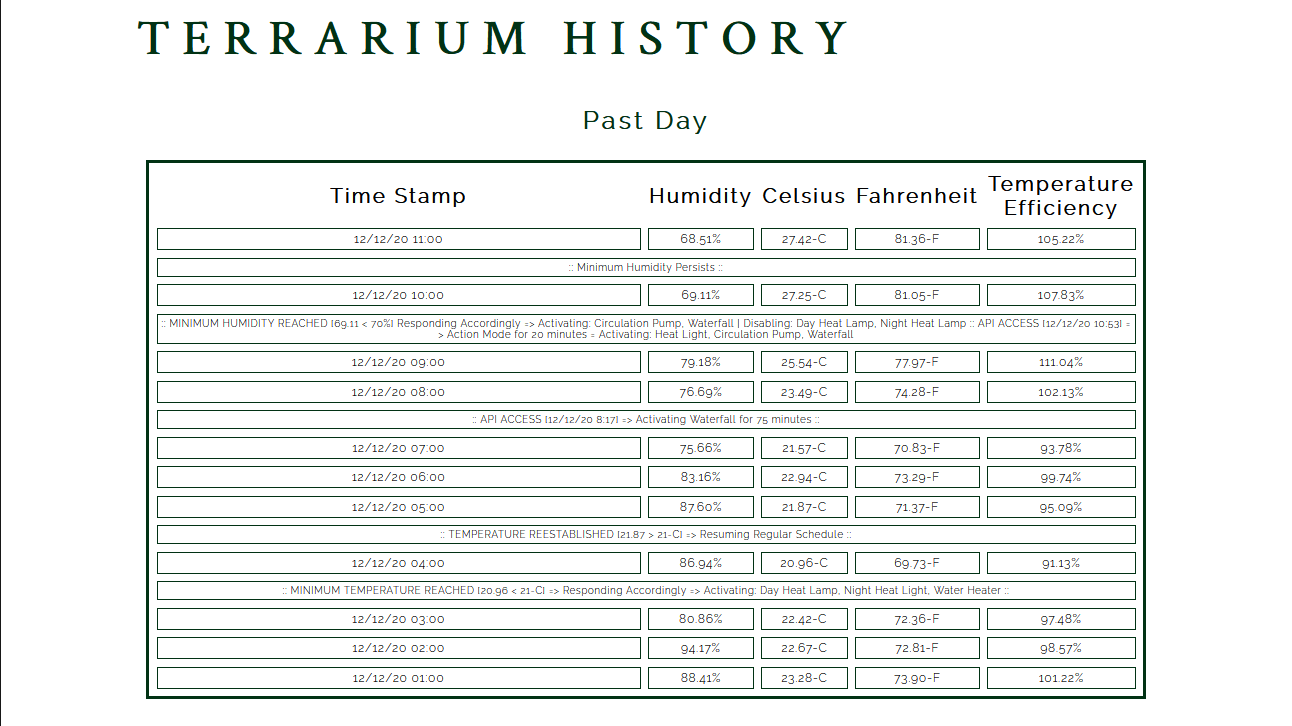 TERRARIUM HISTORY
Past Day
Time Stamp Humidity Celsius Fahrenheit Temperature Efficiency
12/12/20 11:00 68.51% 27.42-C 81.36-F 105.22%
:: Minimum Humidity Persists ::
12/12/20 10:00 69.11% 27.25-C 81.05-F 107.83%
:: MINIMUM HUMIDITY REACHED [69.11 < 70%] Responding Accordingly => Activating: Circulation Pump, Waterfall | Disabling: Day Heat Lamp, Night Heat Lamp :: API ACCESS [12/12/20 10:53] =
> Action Mode for 20 minutes = Activating: Heat Light, Circulation Pump, Waterfall
12/12/20 09:00 79.18% 25.54-C 77.97-F 111.04%
12/12/20 08:00 76.69% 23.49-C 74.28-F 102.13%
:: API ACCESS [12/12/20 8:17] => Activating Waterfall for 75 minutes ::
12/12/20 07:00 75.66% 21.57-C 70.83-F 93.78%
12/12/20 06:00 83.16% 22.94-C 73.29-F 99.74%
12/12/20 05:00 87.60% 21.87-C 71.37-F 95.09%
:: TEMPERATURE REESTABLISHED [21.87 > 21-C] => Resuming Regular Schedule ::
12/12/20 04:00 86.94% 20.96-C 69.73-F 91.13%
:: MINIMUM TEMPERATURE REACHED [20.96 < 21-C] => Responding Accordingly => Activating: Day Heat Lamp, Night Heat Light, Water Heater ::
12/12/20 03:00 80.86% 22.42-C 72.36-F 97.48%
12/12/20 02:00 94.17% 22.67-C 72.81-F 98.57%
12/12/20 01:00 88.41% 23.28-C 73.90-F 101.22%